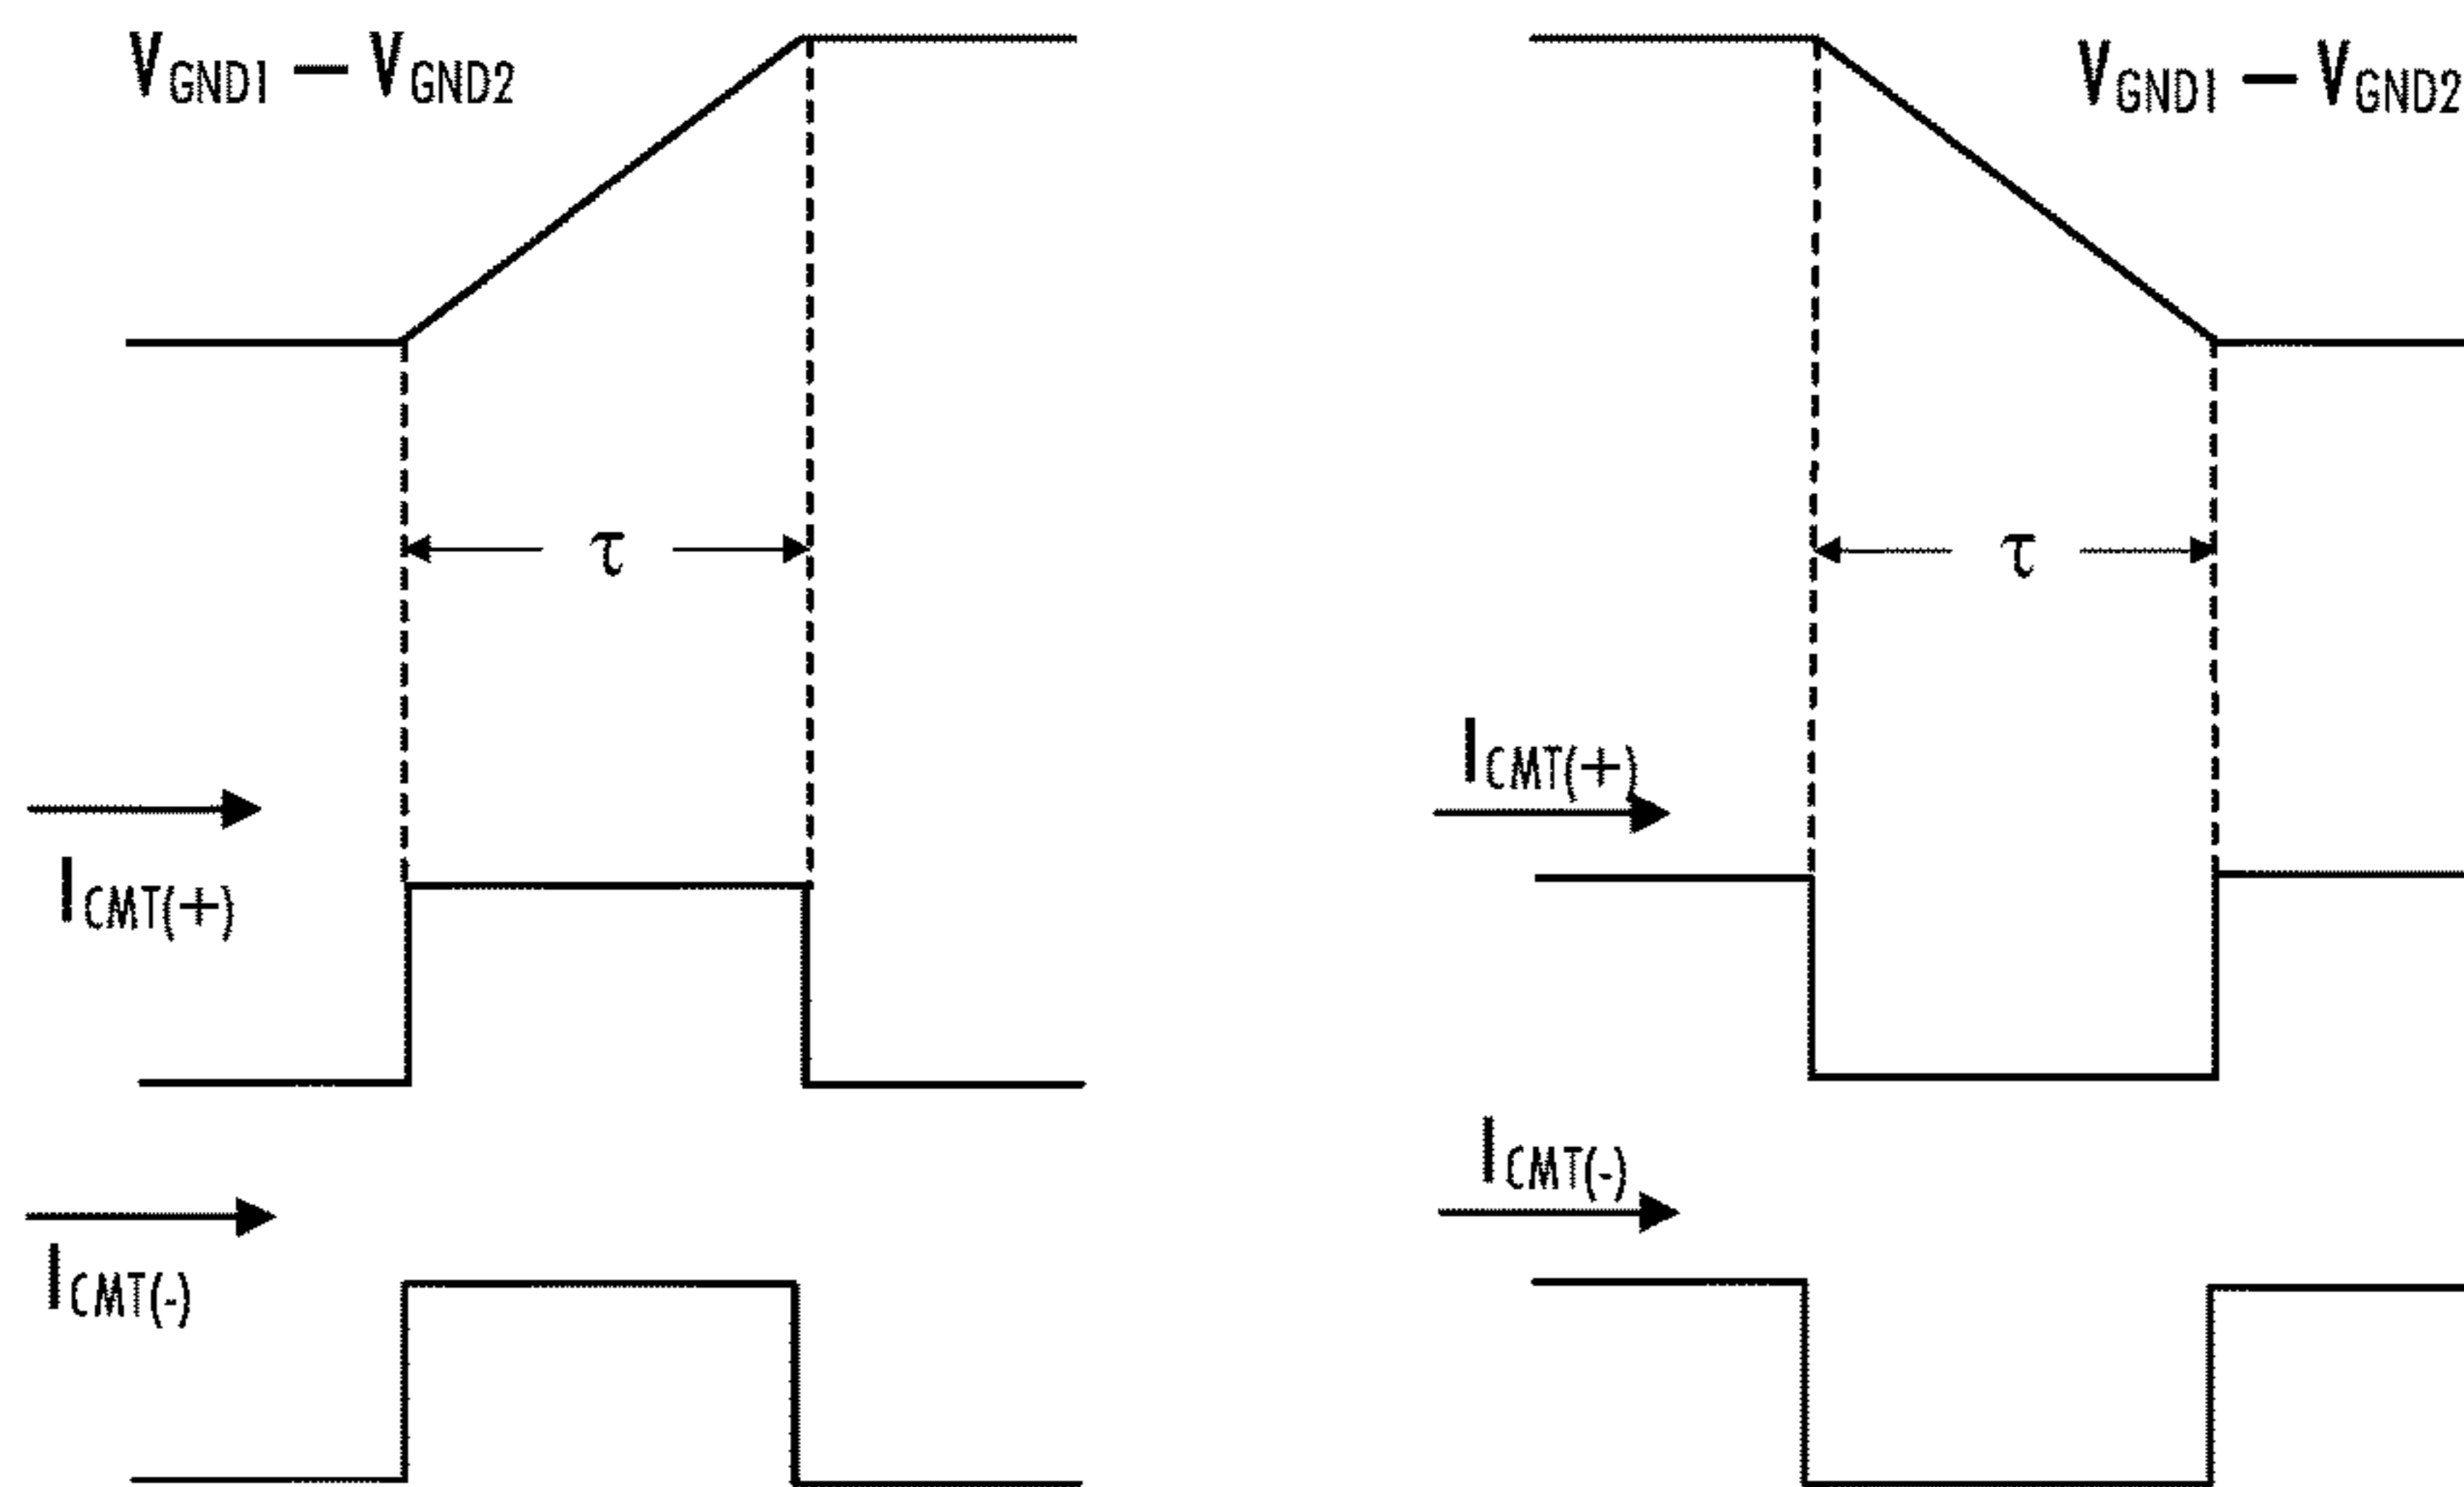 VGND1 − VGND2
VGND1 − VGND2
τ
τ
ICMT(+)
ICMT(+)
ICMT(-)
ICMT(-)